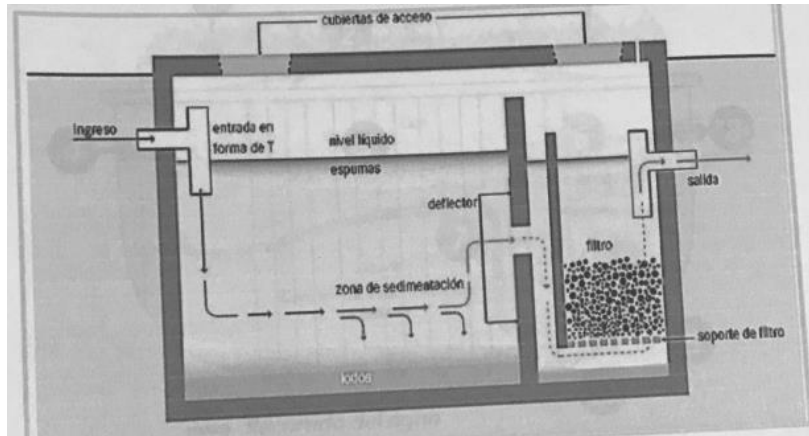 cubiertas de acceso
ingreso
entrada en
forma de T
nivel líquido
espumas
salida
deflector
filtro
zona de sedimentación
soporte de filtro
lodos